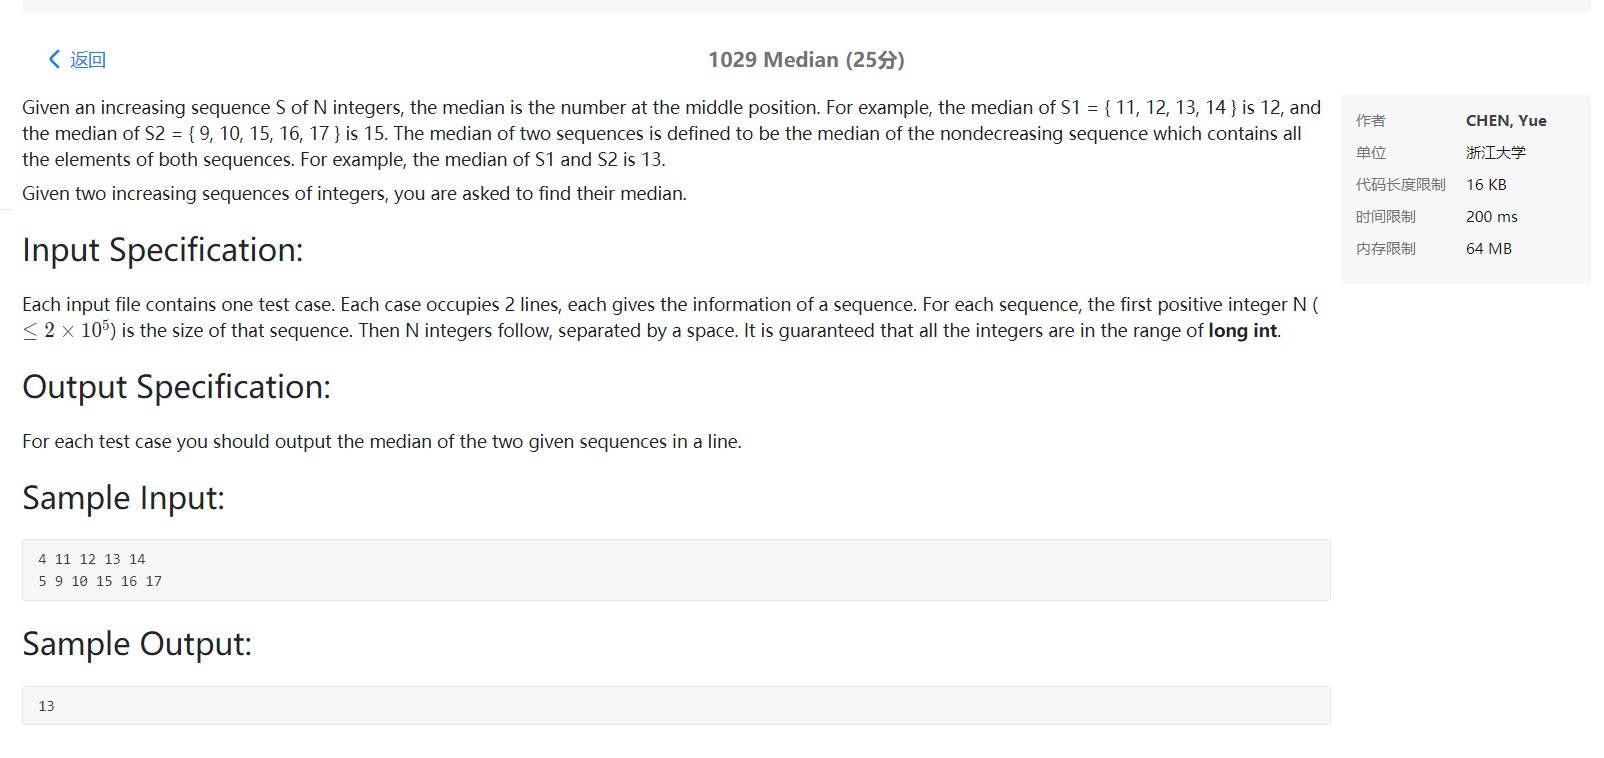 返回
1029 Median (25分)
Given an increasing sequence S of N integers, the median is the number at the middle position. For example, the median of S1 = { 11, 12, 13, 14 } is 12, and
the median of S2 = { 9, 10, 15, 16, 17 } is 15. The median of two sequences is defined to be the median of the nondecreasing sequence which contains all
the elements of both sequences. For example, the median of S1 and S2 is 13.
Given two increasing sequences of integers, you are asked to find their median.
作者 CHEN, Yue
单位 浙江大学
代码长度限制 16 KB
时间限制 200 ms
内存限制 64 MB
Input Specification:
Each input file contains one test case. Each case occupies 2 lines, each gives the information of a sequence. For each sequence, the first positive integer N (
≤ 2 × 10⁵) is the size of that sequence. Then N integers follow, separated by a space. It is guaranteed that all the integers are in the range of long int.
Output Specification:
For each test case you should output the median of the two given sequences in a line.
Sample Input:
4 11 12 13 14
5 9 10 15 16 17
Sample Output:
13